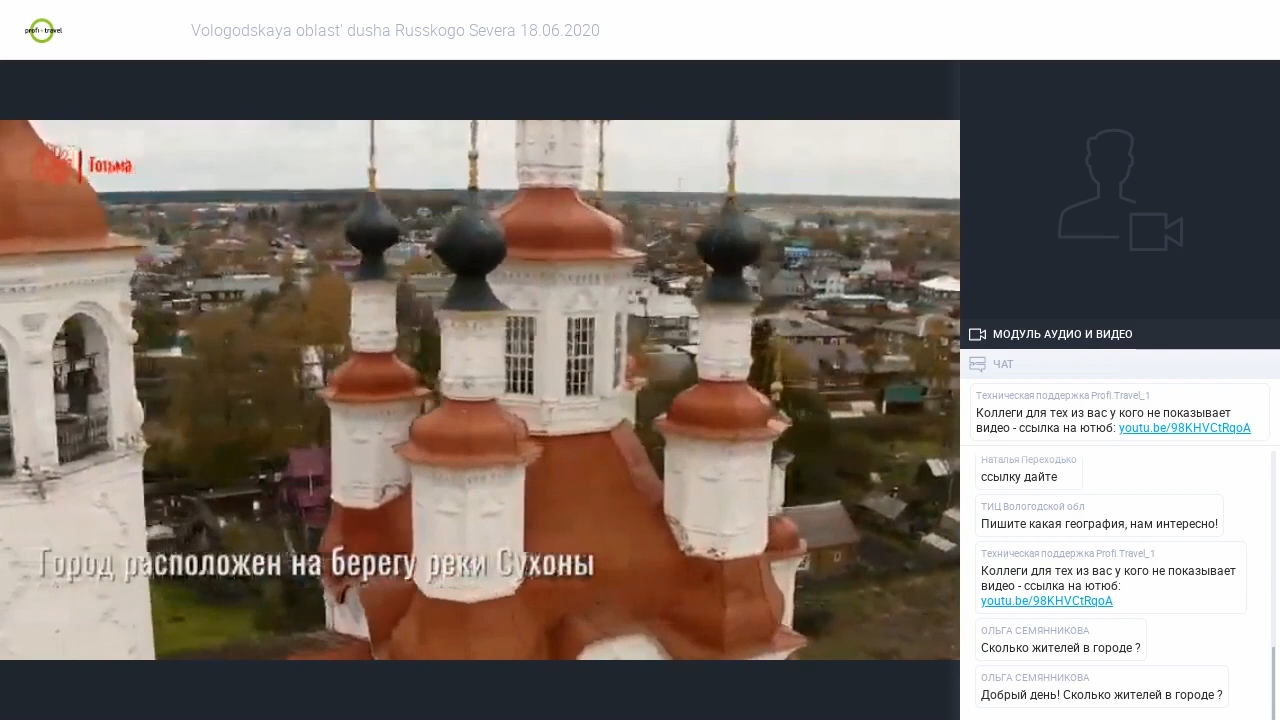 profi travel
Vologodskaya oblast' dusha Russkogo Severa 18.06.2020
Тотьма
Город расположен на берегу реки Сухоны
МОДУЛЬ АУДИО И ВИДЕО
ЧАТ
Техническая поддержка Profi.Travel_1
Коллеги для тех из вас у кого не показывает
видео - ссылка на ютюб: youtu.be/98KHVCtRqoA
Наталья Переходько
ссылку дайте
ТИЦ Вологодской обл
Пишите какая география, нам интересно!
Техническая поддержка Profi.Travel_1
Коллеги для тех из вас у кого не показывает
видео - ссылка на ютюб:
youtu.be/98KHVCtRqoA
ОЛЬГА СЕМЯННИКОВА
Сколько жителей в городе ?
ОЛЬГА СЕМЯННИКОВА
Добрый день! Сколько жителей в городе ?